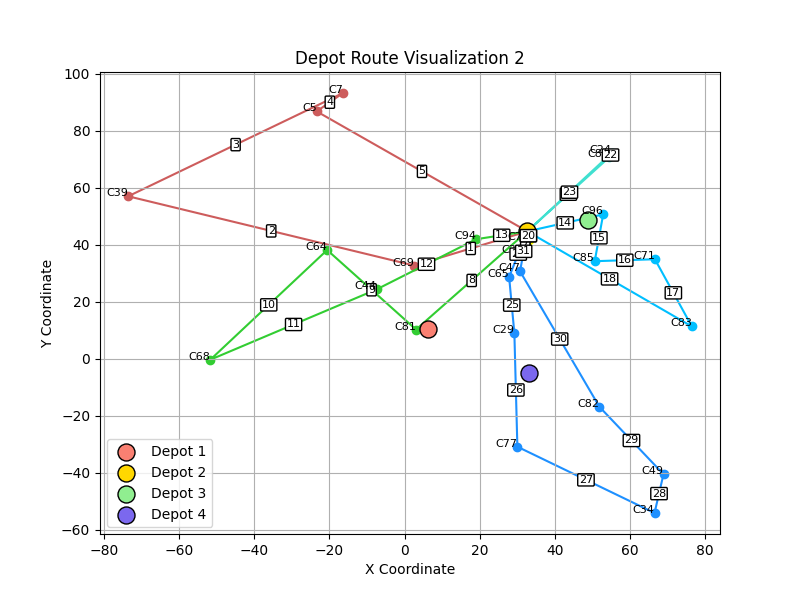 Depot Route Visualization 2
Y Coordinate
100
80
60
40
20
0
−20
−40
−60
−80
−60
−40
−20
0
20
40
60
80
X Coordinate
C7
4
C5
3
5
C39
2
C69
1
C94
13
12
C64
C44
9
10
11
C68
C81
8
22
23
C96
14
15
C85
16
C71
17
18
C83
20
31
C47
C65
25
C29
26
30
C77
C82
29
27
C49
28
C34
Depot 1
Depot 2
Depot 3
Depot 4